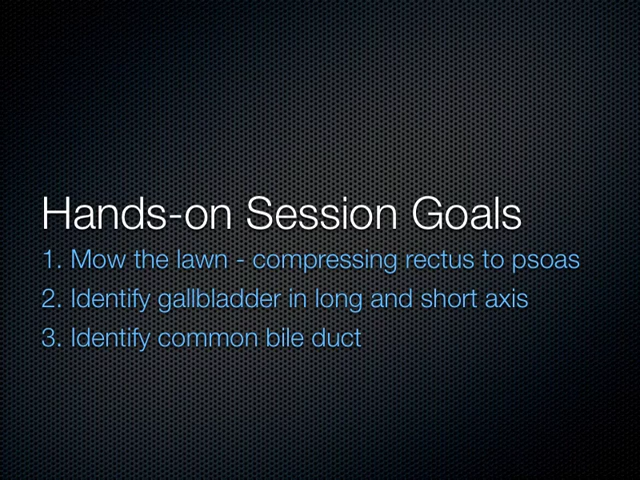 Hands-on Session Goals
1. Mow the lawn - compressing rectus to psoas
2. Identify gallbladder in long and short axis
3. Identify common bile duct